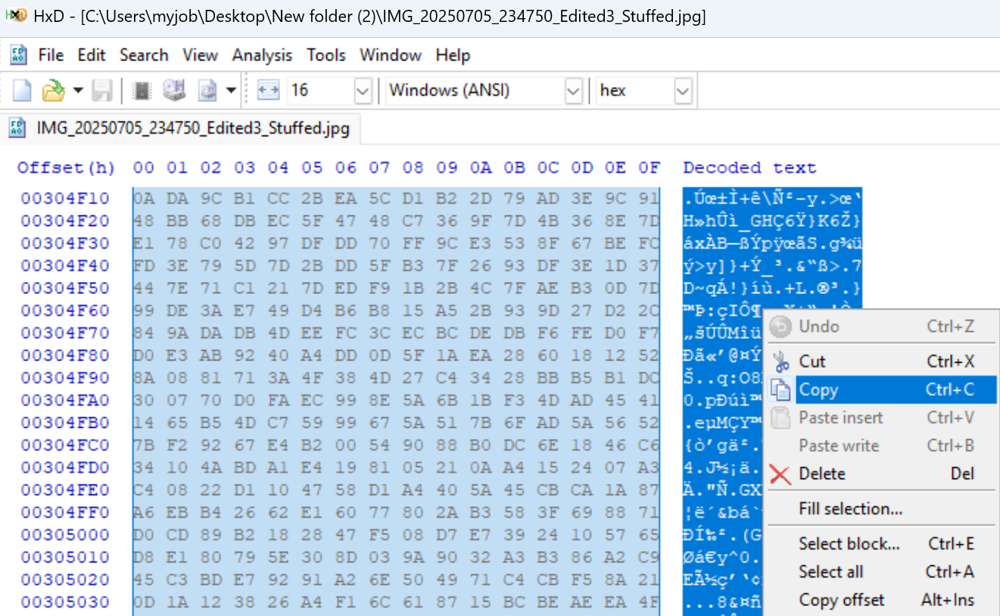 HxD - [C:\Users\myjob\Desktop\New folder (2)\IMG_20250705_234750_Edited3_Stuffed.jpg]
File Edit Search View Analysis Tools Window Help
16 Windows (ANSI) hex
IMG_20250705_234750_Edited3_Stuffed.jpg
Offset(h) 00 01 02 03 04 05 06 07 08 09 0A 0B 0C 0D 0E 0F Decoded text
00304F10 0A DA 9C B1 CC 2B EA 5C D1 B2 2D 79 AD 3E 9C 91 .Úœ±Ì+ê\Ñ²-y.>œ‘
00304F20 48 BB 68 DB EC 5F 47 48 C7 36 9F 7D 4B 36 8E 7D H»hÛì_GHÇ6Ÿ}K6Ž}
00304F30 E1 78 C0 42 97 DF DD 70 FF 9C E3 53 8F 67 BE FC áxÀB—ßÝpÿœãS.g¾ü
00304F40 FD 3E 79 5D 7D 2B DD 5F B3 7F 26 93 DF 3E 1D 37 ý>y]}+Ý_³.&“ß>.7
00304F50 44 7E 71 C1 21 7D ED F9 1B 2B 4C 7F AE B3 0D 7D D~qÁ!}íù.+L.®³.}
00304F60 99 DE 3A E7 49 D4 B6 B8 15 A5 2B 93 9D 27 D2 2C ™Þ:çIÔ¶
00304F70 84 9A DA DB 4D EE FC 3C EC BC DE DB F6 FE D0 F7 „šÚÛMîü
00304F80 D0 E3 AB 92 40 A4 DD 0D 5F 1A EA 28 60 18 12 52 Ðã«’@¤Ý
00304F90 8A 08 81 71 3A 4F 38 4D 27 C4 34 28 BB B5 B1 DC Š..q:O8
00304FA0 30 07 70 D0 FA EC 99 8E 5A 6B 1B F3 4D AD 45 41 0.pÐúì™
00304FB0 14 65 B5 4D C7 59 99 67 5A 51 7B 6F AD 5A 56 52 .eµMÇY™
00304FC0 7B F2 92 67 E4 B2 00 54 90 88 B0 DC 6E 18 46 C6 {ò’gä².
00304FD0 34 10 4A BD A1 E4 19 81 05 21 0A A4 15 24 07 A3 4.J½¡ä.
00304FE0 C4 08 22 D1 10 47 58 D1 A4 40 5A 45 CB CA 1A 87 Ä."Ñ.GX
00304FF0 A6 EB B4 26 62 E1 60 77 80 2A B3 58 3F 69 88 71 ¦ë´&bá`
00305000 D0 CD 89 B2 18 28 47 F5 08 D7 E7 39 24 10 57 65 ÐÍ‰².(G
00305010 D8 E1 80 79 5E 30 8D 03 9A 90 32 A3 B3 86 A2 C9 Øá€y^0.
00305020 45 C3 BD E7 92 91 A2 6E 50 49 71 C4 CB F5 8A 21 EÃ½ç’‘¢
00305030 0D 1A 12 38 26 A4 F1 6C 61 87 15 BC BE AE EA 4F ...8&¤ñ
Undo Ctrl+Z
Cut Ctrl+X
Copy Ctrl+C
Paste insert Ctrl+V
Paste write Ctrl+B
Delete Del
Fill selection...
Select block... Ctrl+E
Select all Ctrl+A
Copy offset Alt+Ins